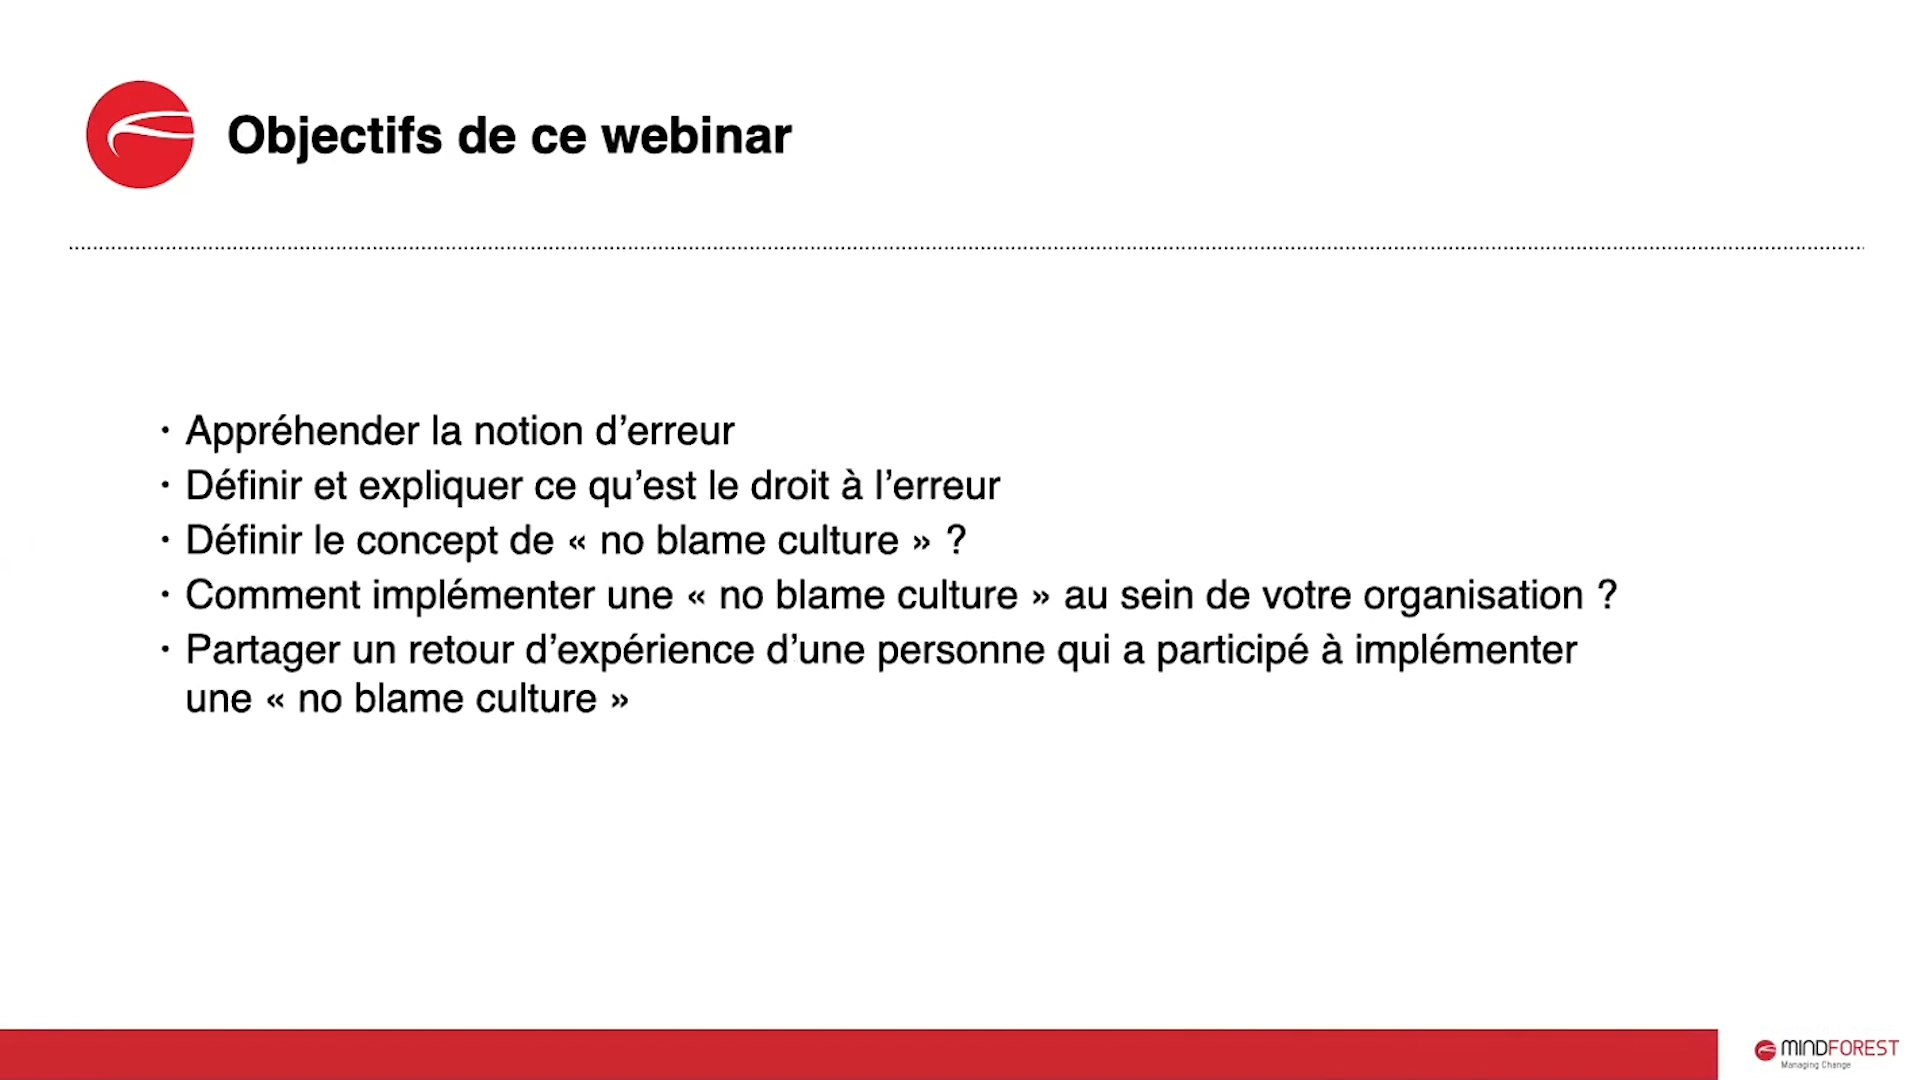 Objectifs de ce webinar
· Appréhender la notion d’erreur
· Définir et expliquer ce qu’est le droit à l’erreur
· Définir le concept de « no blame culture » ?
· Comment implémenter une « no blame culture » au sein de votre organisation ?
· Partager un retour d’expérience d’une personne qui a participé à implémenter
une « no blame culture »
MINDFOREST
Managing Change